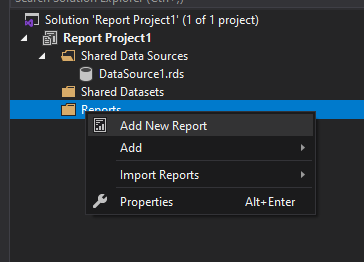 Search Solution Explorer (Ctrl+;)
Solution 'Report Project1' (1 of 1 project)
Report Project1
Shared Data Sources
DataSource1.rds
Shared Datasets
Reports
Add New Report
Add
Import Reports
Properties Alt+Enter